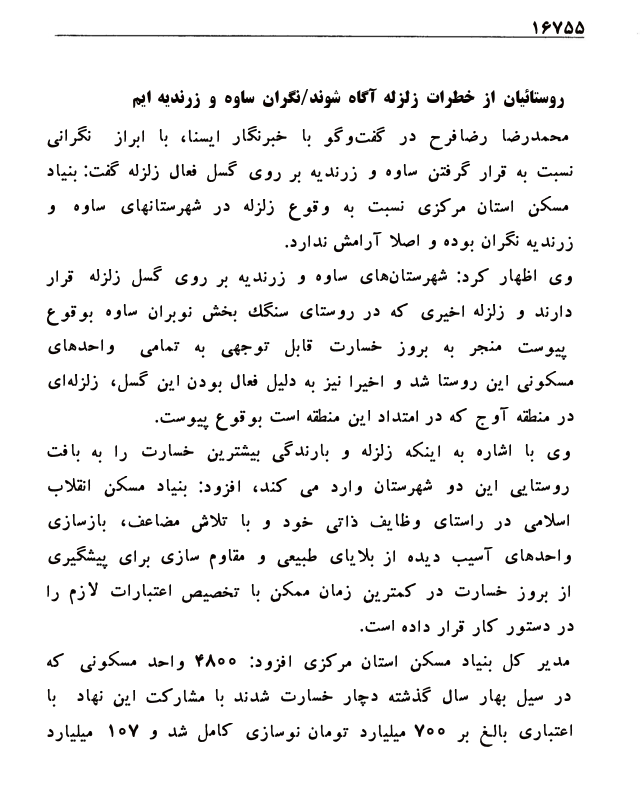 ۱۶۷۵۵
روستائیان از خطرات زلزله آگاه شوند/نگران ساوه و زرندیه ایم
محمدرضا رضافرح در گفت‌وگو با خبرنگار ایسنا، با ابراز نگرانی
نسبت به قرار گرفتن ساوه و زرندیه بر روی گسل فعال زلزله گفت: بنیاد
مسکن استان مرکزی نسبت به وقوع زلزله در شهرستانهای ساوه و
زرندیه نگران بوده و اصلا آرامش ندارد.
وی اظهار کرد: شهرستان‌های ساوه و زرندیه بر روی گسل زلزله قرار
دارند و زلزله اخیری که در روستای سنگك بخش نوبران ساوه بوقوع
پیوست منجر به بروز خسارت قابل توجهی به تمامی واحدهای
مسکونی این روستا شد و اخیرا نیز به دلیل فعال بودن این گسل، زلزله‌ای
در منطقه آوج که در امتداد این منطقه است بوقوع پیوست.
وی با اشاره به اینکه زلزله و بارندگی بیشترین خسارت را به بافت
روستایی این دو شهرستان وارد می کند، افزود: بنیاد مسکن انقلاب
اسلامی در راستای وظایف ذاتی خود و با تلاش مضاعف، بازسازی
واحدهای آسیب دیده از بلایای طبیعی و مقاوم سازی برای پیشگیری
از بروز خسارت در کمترین زمان ممکن با تخصیص اعتبارات لازم را
در دستور کار قرار داده است.
مدیر کل بنیاد مسکن استان مرکزی افزود: ۴۸۰۰ واحد مسکونی که
در سیل بهار سال گذشته دچار خسارت شدند با مشارکت این نهاد با
اعتباری بالغ بر ۷۰۰ میلیارد تومان نوسازی کامل شد و ۱۰۷ میلیارد